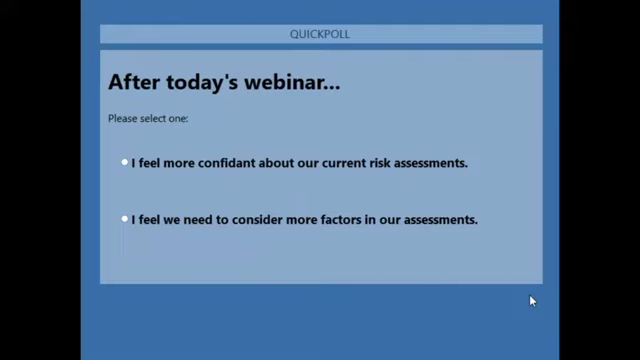 QUICKPOLL
After today's webinar...
Please select one:
I feel more confidant about our current risk assessments.
I feel we need to consider more factors in our assessments.